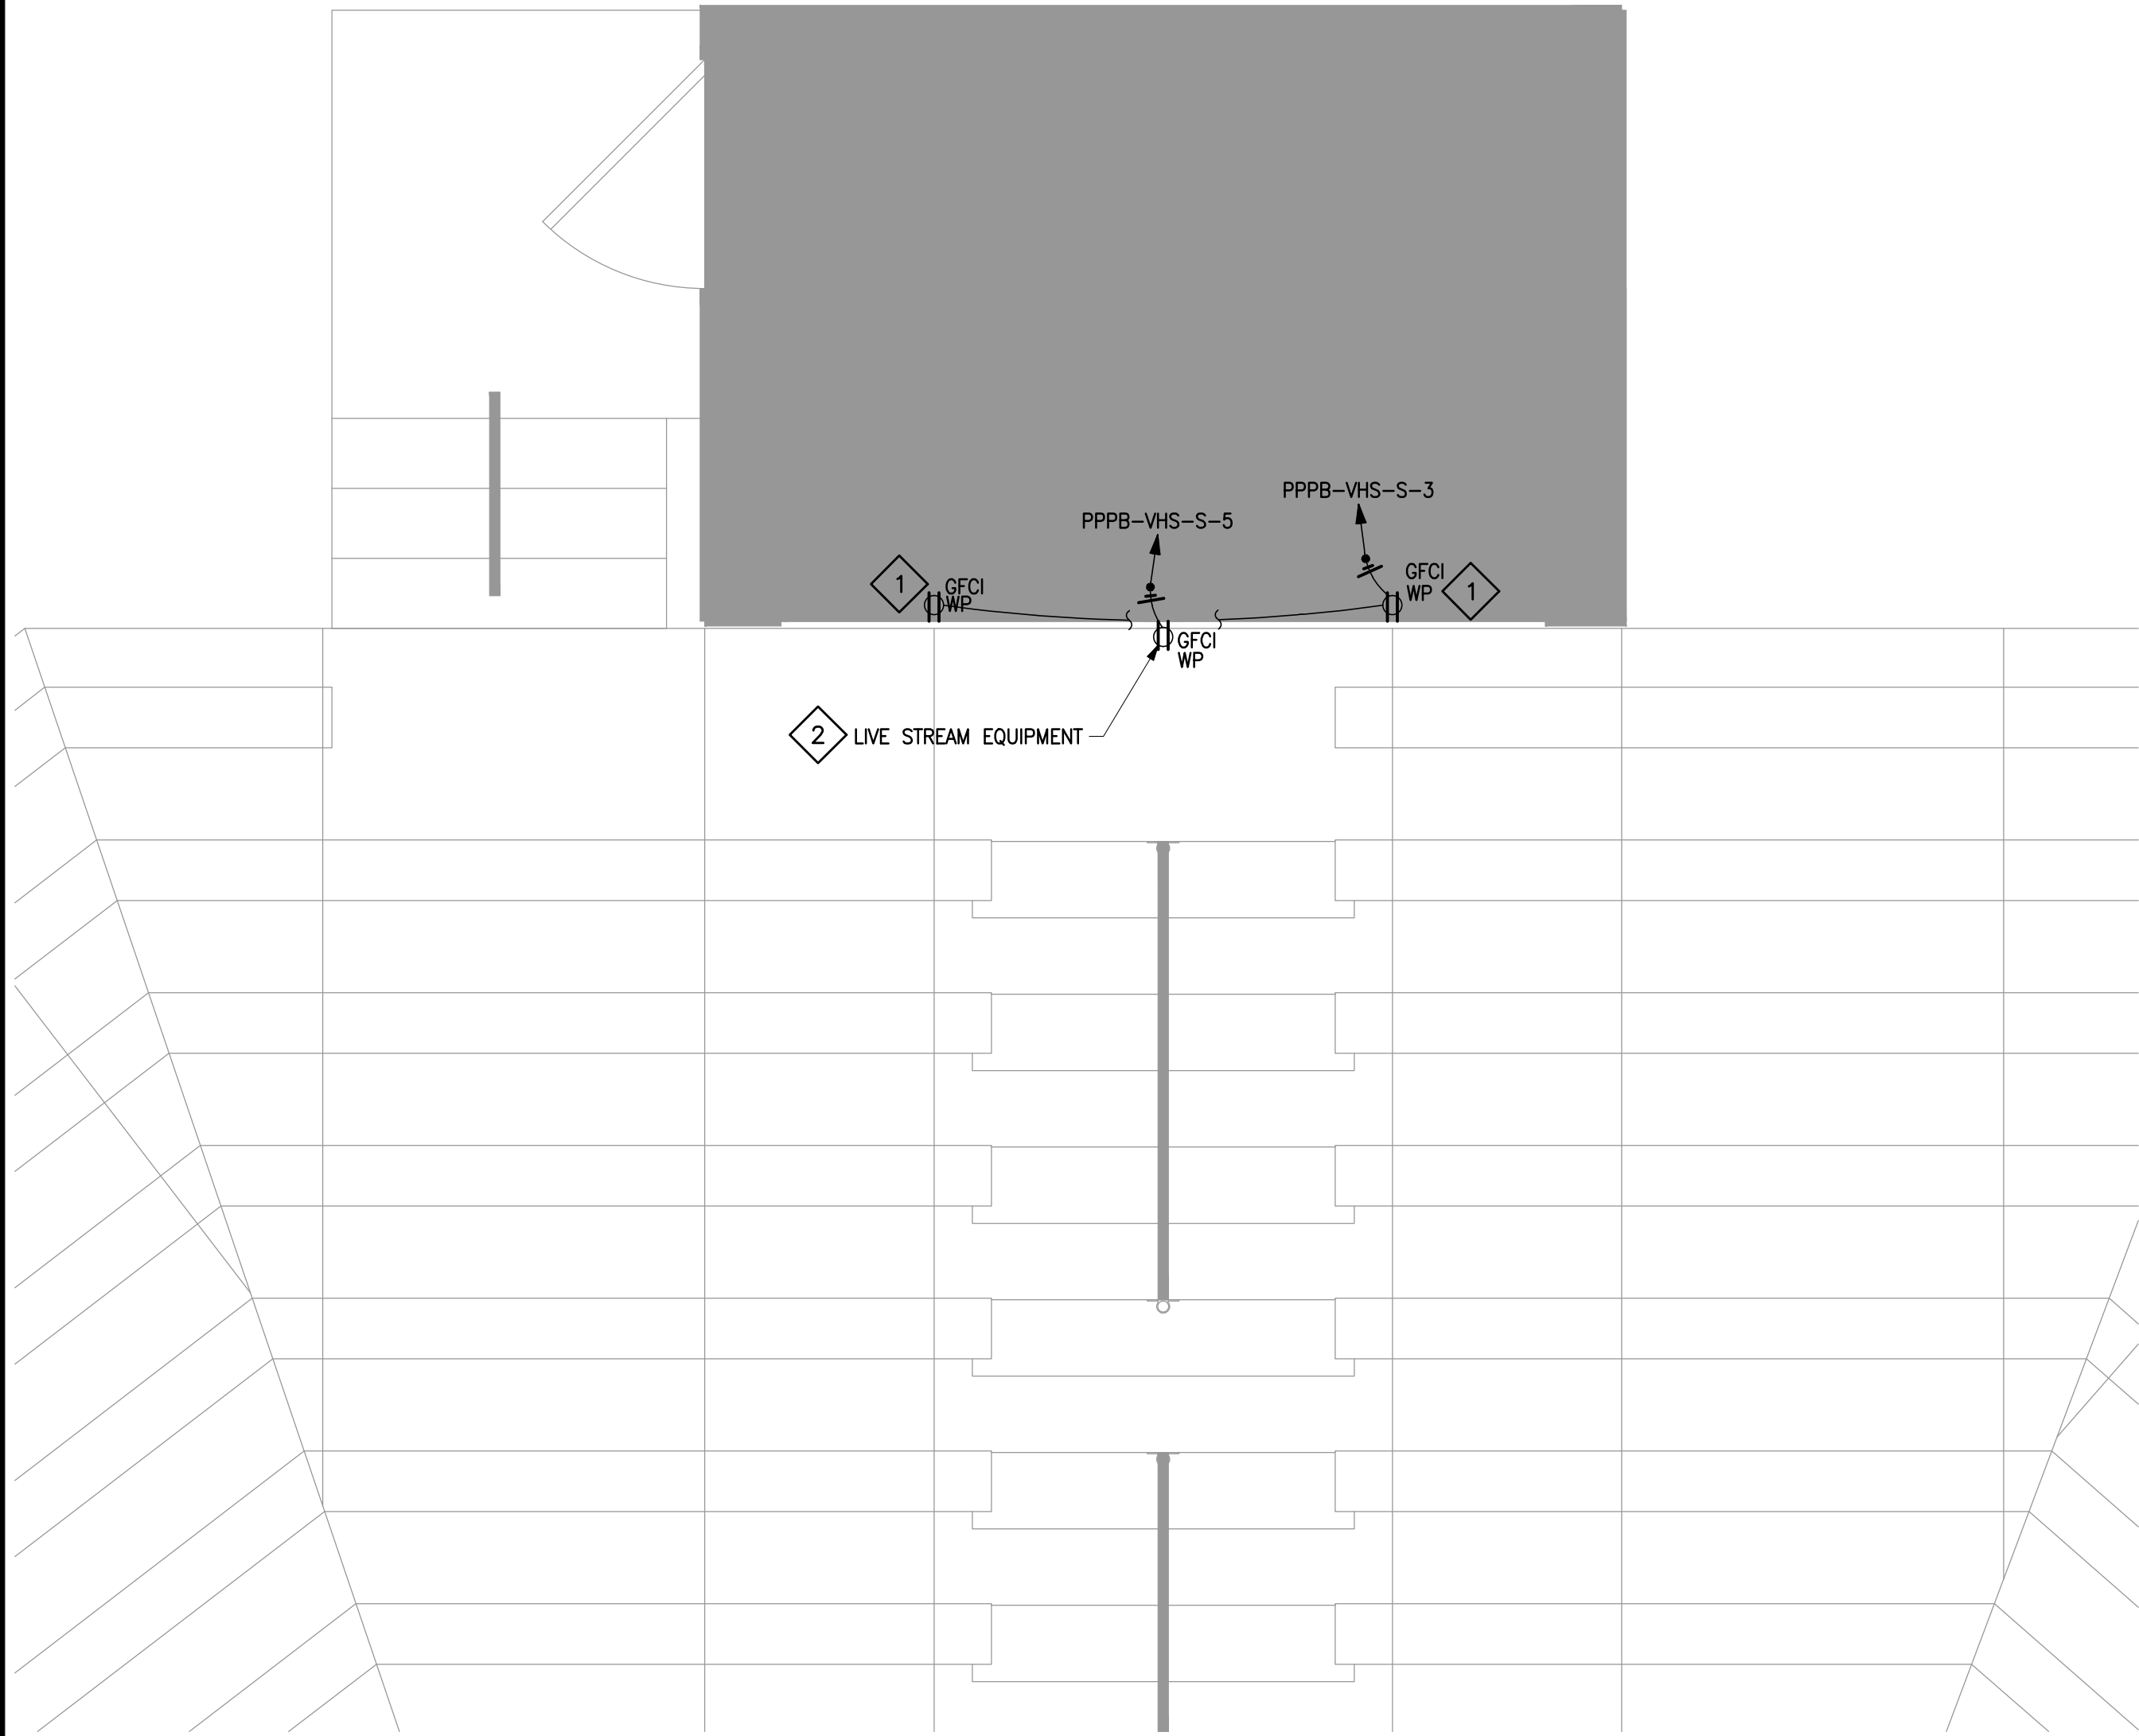 PPPB-VHS-S-3
PPPB-VHS-S-5
1
GFCI
WP
GFCI
WP
1
GFCI
WP
2
LIVE STREAM EQUIPMENT